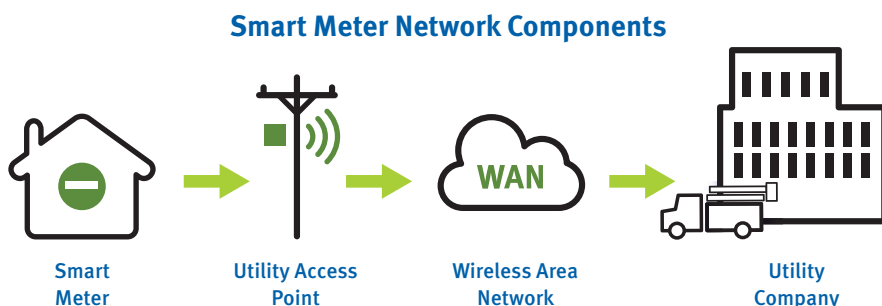 Smart Meter Network Components
WAN
Smart
Meter
Utility Access
Point
Wireless Area
Network
Utility
Company